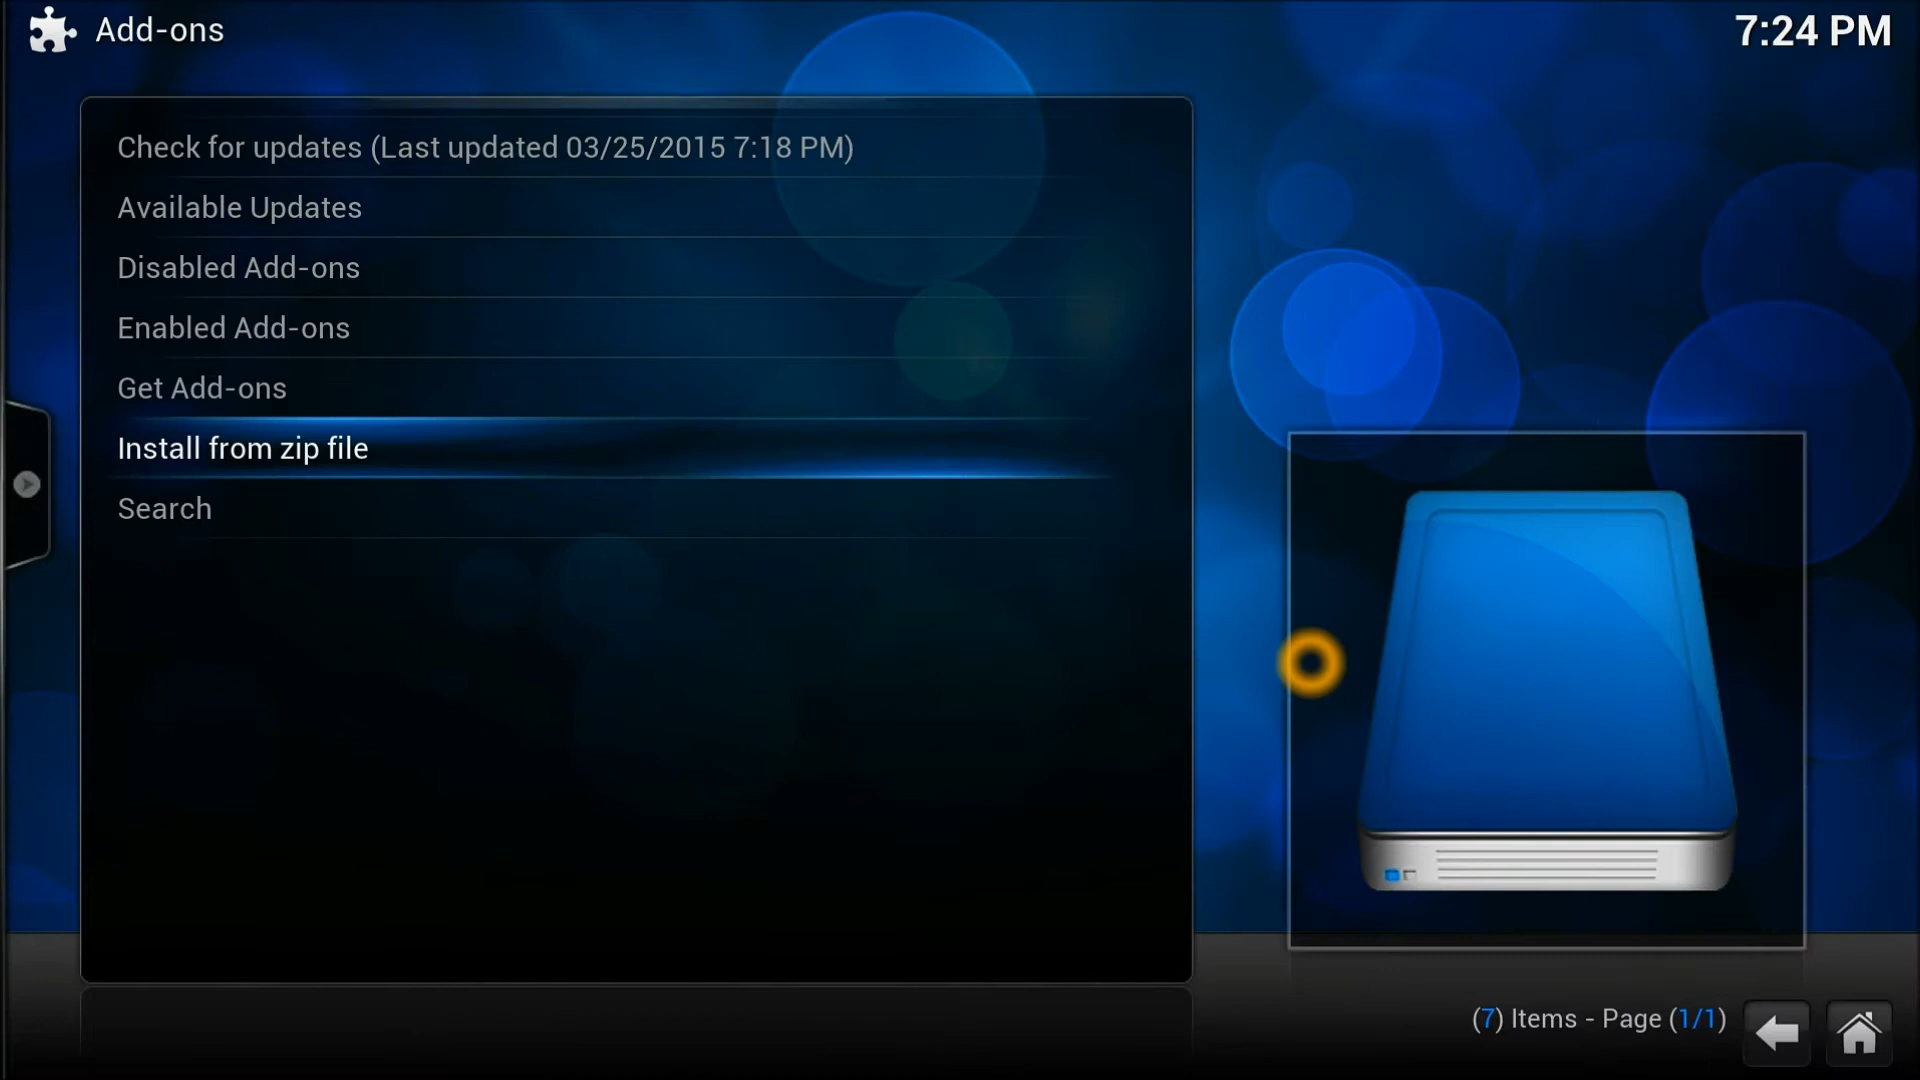 Add-ons
7:24 PM
Check for updates (Last updated 03/25/2015 7:18 PM)
Available Updates
Disabled Add-ons
Enabled Add-ons
Get Add-ons
Install from zip file
Search
(7) Items - Page (1/1)